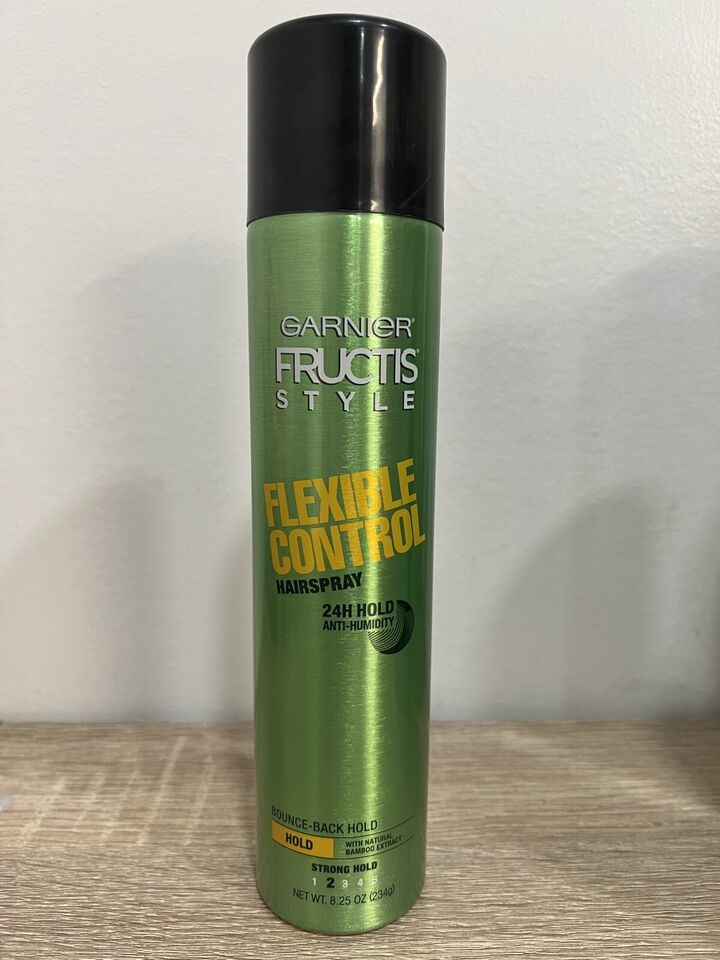 GARNIER®
FRUCTIS®
STYLE
FLEXIBLE
CONTROL
HAIRSPRAY
24H HOLD
ANTI-HUMIDITY
BOUNCE-BACK HOLD
HOLD
WITH NATURAL
BAMBOO EXTRACT
STRONG HOLD
1 2 3 4 5
NET WT. 8.25 OZ (234g)